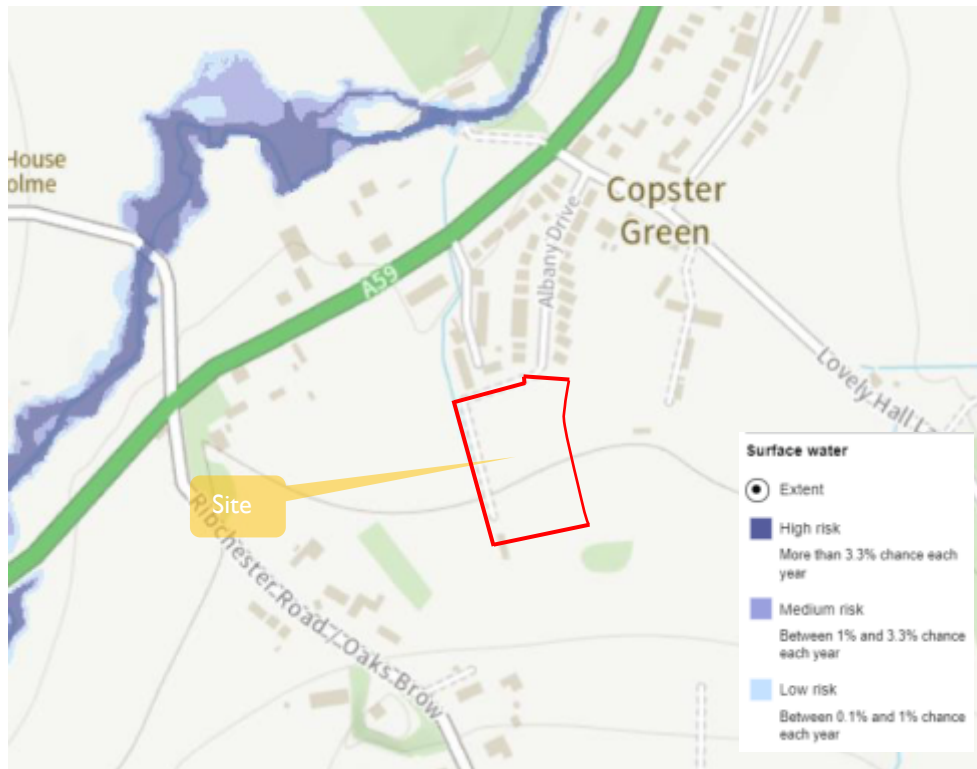 House
olme
Copster
Green
Albany Drive
A59
Lovely Hall L
Site
Ribchester Road / Oaks Brow
Surface water
Extent
High risk
More than 3.3% chance each
year
Medium risk
Between 1% and 3.3% chance
each year
Low risk
Between 0.1% and 1% chance
each year